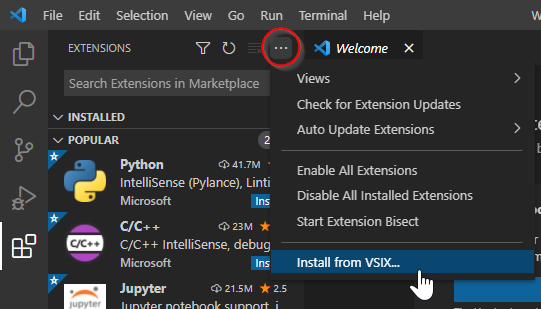 File Edit Selection View Go Run Terminal Help
EXTENSIONS
Welcome
Search Extensions in Marketplace
INSTALLED
POPULAR
2
Python 41.7M
IntelliSense (Pylance), Linti
Microsoft Ins
C/C++ 23M
C/C++ IntelliSense, debug
Microsoft Ins
Jupyter 21.5M 2.5
Jupyter notebook support, i
Views
Check for Extension Updates
Auto Update Extensions
Enable All Extensions
Disable All Installed Extensions
Start Extension Bisect
Install from VSIX...